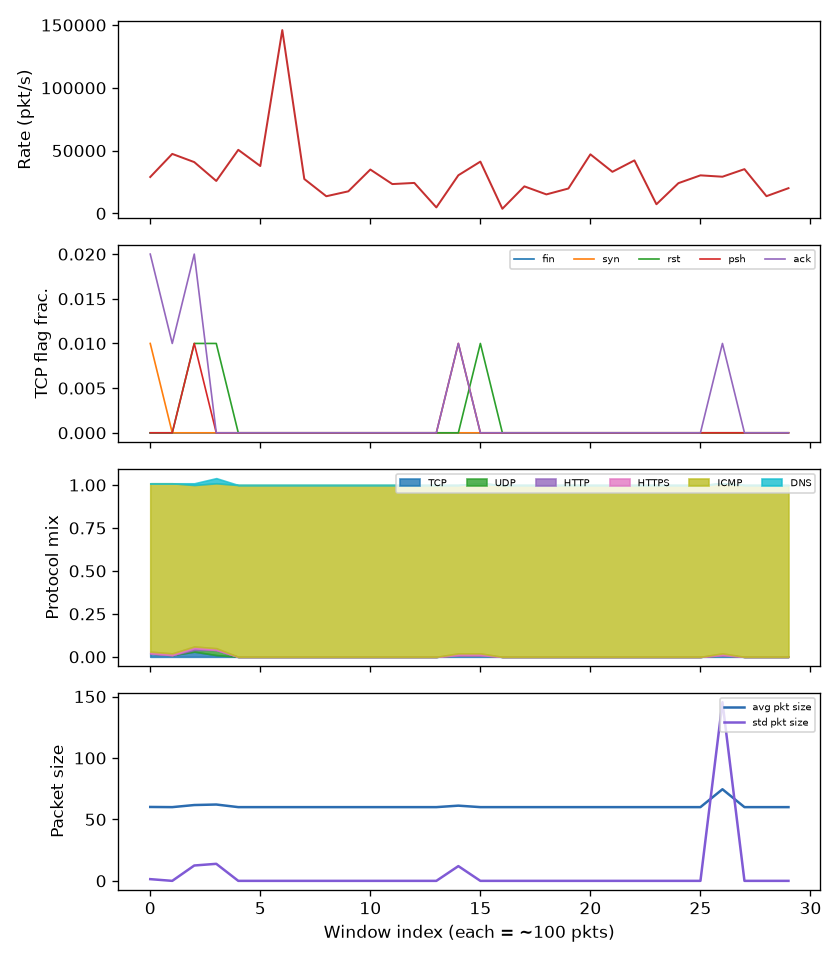 150000
100000
50000
0
Rate (pkt/s)
fin syn rst psh ack
0.020
0.015
0.010
0.005
0.000
TCP flag frac.
TCP UDP HTTP HTTPS ICMP DNS
1.00
0.75
0.50
0.25
0.00
Protocol mix
avg pkt size
std pkt size
150
100
50
0
Packet size
0 5 10 15 20 25 30
Window index (each = ~100 pkts)